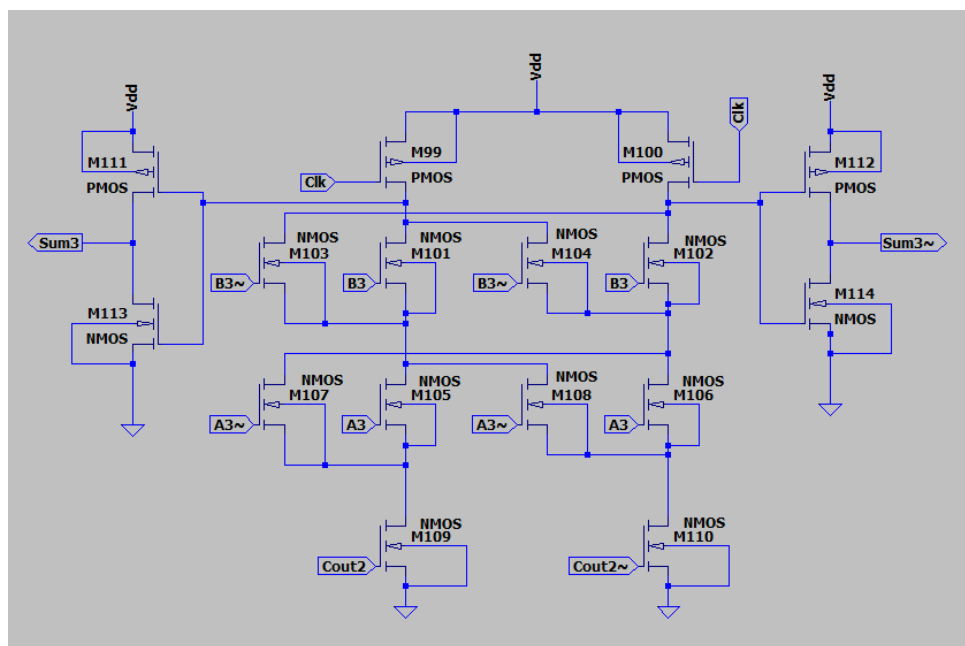 Vdd
Vdd
Vdd
Clk
M111
M99
M100
M112
PMOS
Clk
PMOS
PMOS
PMOS
Sum3
NMOS
NMOS
NMOS
NMOS
Sum3~
M103
M101
M104
M102
B3~
B3
B3~
B3
M113
M114
NMOS
NMOS
NMOS
NMOS
NMOS
NMOS
M107
M105
M108
M106
A3~
A3
A3~
A3
NMOS
NMOS
M109
M110
Cout2
Cout2~